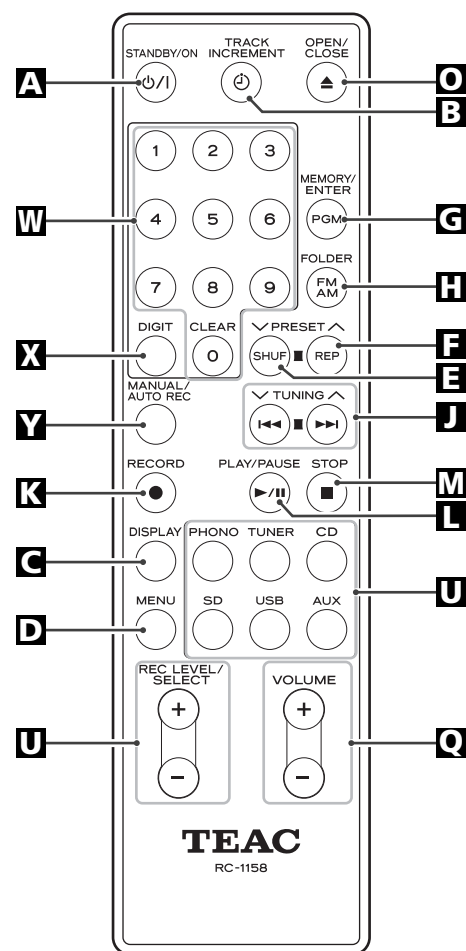 STANDBY/ON
TRACK INCREMENT
OPEN/CLOSE
A
⏻/I
O
B
1 2 3
MEMORY/ENTER
W
4 5 6
PGM
G
FOLDER
7 8 9
FM AM
H
DIGIT
CLEAR
PRESET
F
X
0
SHUF
REP
E
MANUAL/AUTO REC
TUNING
Y
J
RECORD
PLAY/PAUSE
STOP
K
M
L
DISPLAY
PHONO
TUNER
CD
C
U
MENU
SD
USB
AUX
D
REC LEVEL/SELECT
VOLUME
+ +
U
Q
− −
TEAC
RC-1158